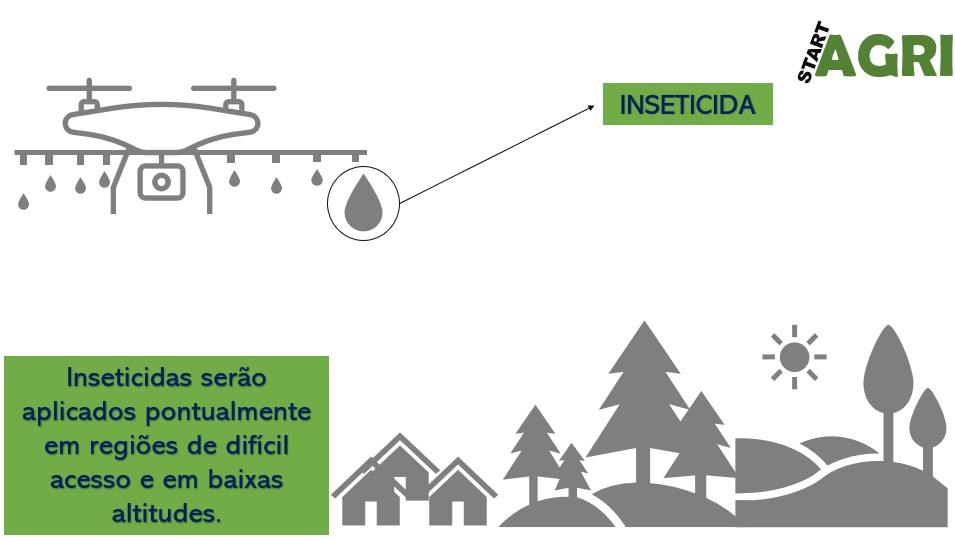 START
AGRI
INSETICIDA
Inseticidas serão
aplicados pontualmente
em regiões de difícil
acesso e em baixas
altitudes.